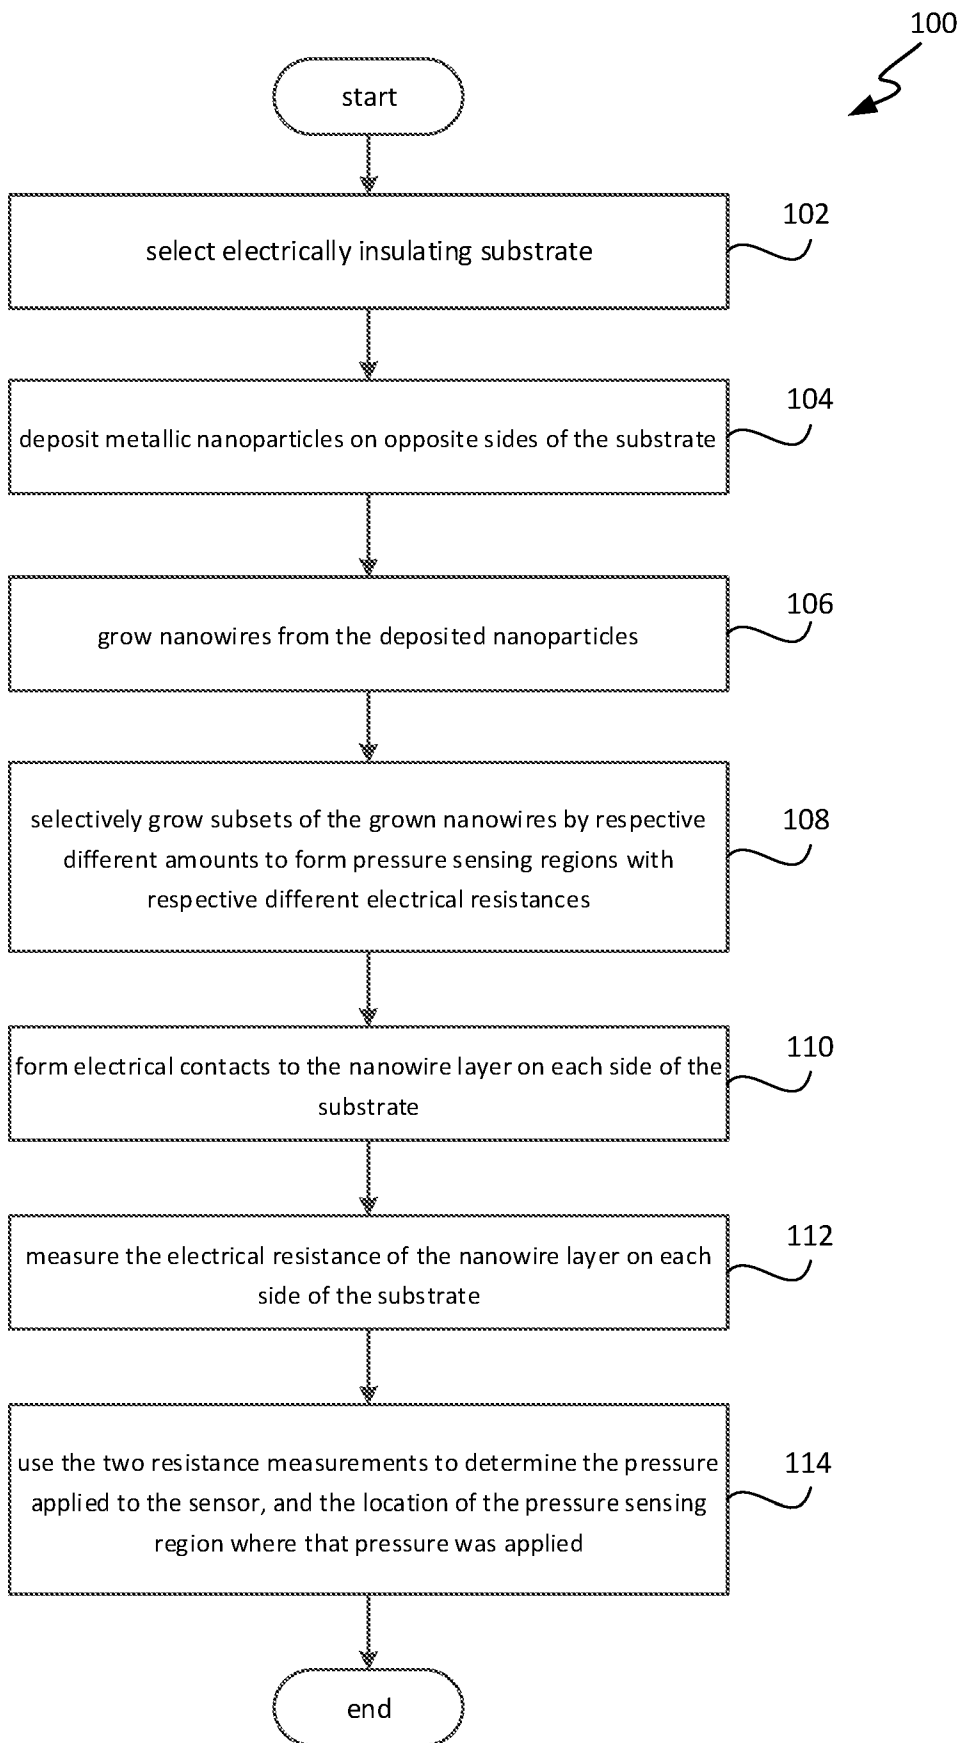 100
start
102
select electrically insulating substrate
104
deposit metallic nanoparticles on opposite sides of the substrate
106
grow nanowires from the deposited nanoparticles
108
selectively grow subsets of the grown nanowires by respective
different amounts to form pressure sensing regions with
respective different electrical resistances
110
form electrical contacts to the nanowire layer on each side of the
substrate
112
measure the electrical resistance of the nanowire layer on each
side of the substrate
114
use the two resistance measurements to determine the pressure
applied to the sensor, and the location of the pressure sensing
region where that pressure was applied
end